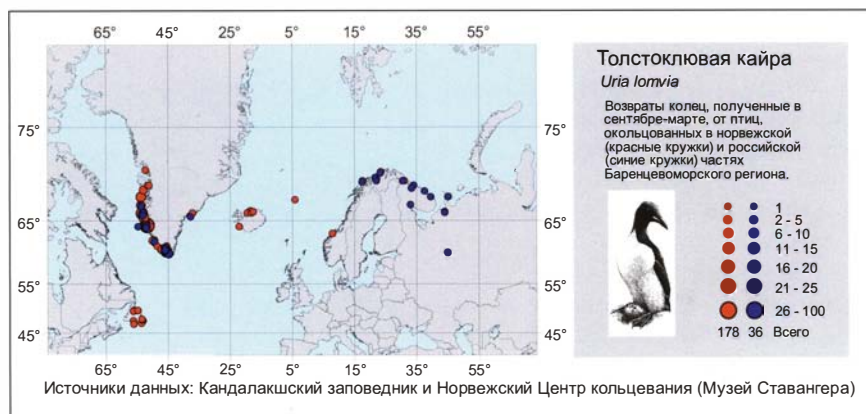 65° 45° 25° 5° 15° 35° 55°
75° 75°
65° 65°
55° 55°
45° 45°
65° 45° 25° 5° 15° 35° 55°
Толстоклювая кайра
Uria lomvia
Возвраты колец, полученные в
сентябре-марте, от птиц,
окольцованных в норвежской
(красные кружки) и российской
(синие кружки) частях
Баренцевоморского региона.
1
2 - 5
6 - 10
11 - 15
16 - 20
21 - 25
26 - 100
178 36 Всего
Источники данных: Кандалакшский заповедник и Норвежский Центр кольцевания (Музей Ставангера)